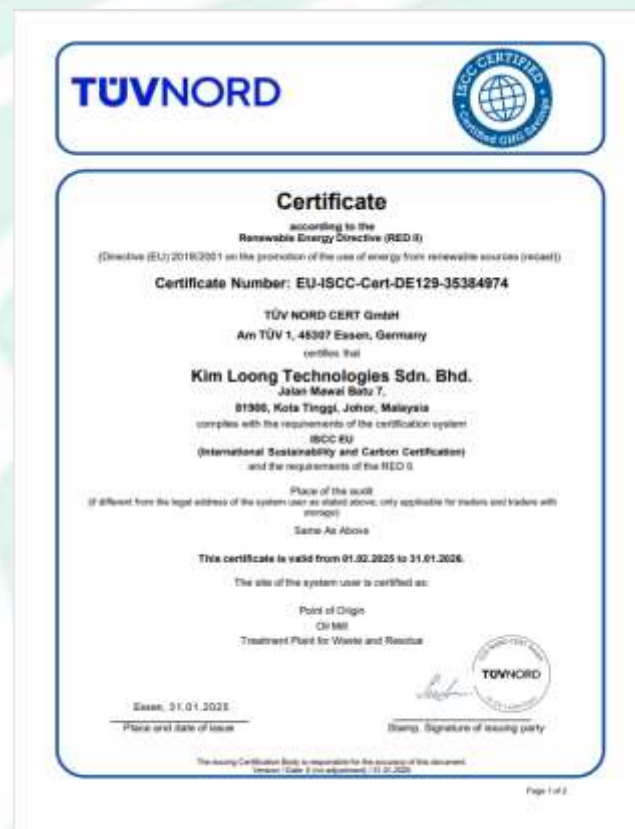 TÜVNORD
ISCC CERTIFIED
Certified GHG Savings
Certificate
according to the
Renewable Energy Directive (RED II)
(Directive (EU) 2018/2001 on the promotion of the use of energy from renewable sources (recast))
Certificate Number: EU-ISCC-Cert-DE129-35384974
TÜV NORD CERT GmbH
Am TÜV 1, 45307 Essen, Germany
certifies that
Kim Loong Technologies Sdn. Bhd.
Jalan Mawai Batu 7,
81900, Kota Tinggi, Johor, Malaysia
complies with the requirements of the certification system
ISCC EU
(International Sustainability and Carbon Certification)
and the requirements of the RED II.
Place of the audit
(if different from the legal address of the system user as stated above, only applicable for traders and traders with
storage)
Same As Above
This certificate is valid from 01.02.2025 to 31.01.2026.
The site of the system user is certified as:
Point of Origin
Oil Mill
Treatment Plant for Waste and Residue
TÜVNORD
Essen, 31.01.2025
Place and date of issue
Stamp, Signature of issuing party
The issuing Certification Body is responsible for the accuracy of this document.
Version / Date: (no adjustment) /
Page 1 of 2